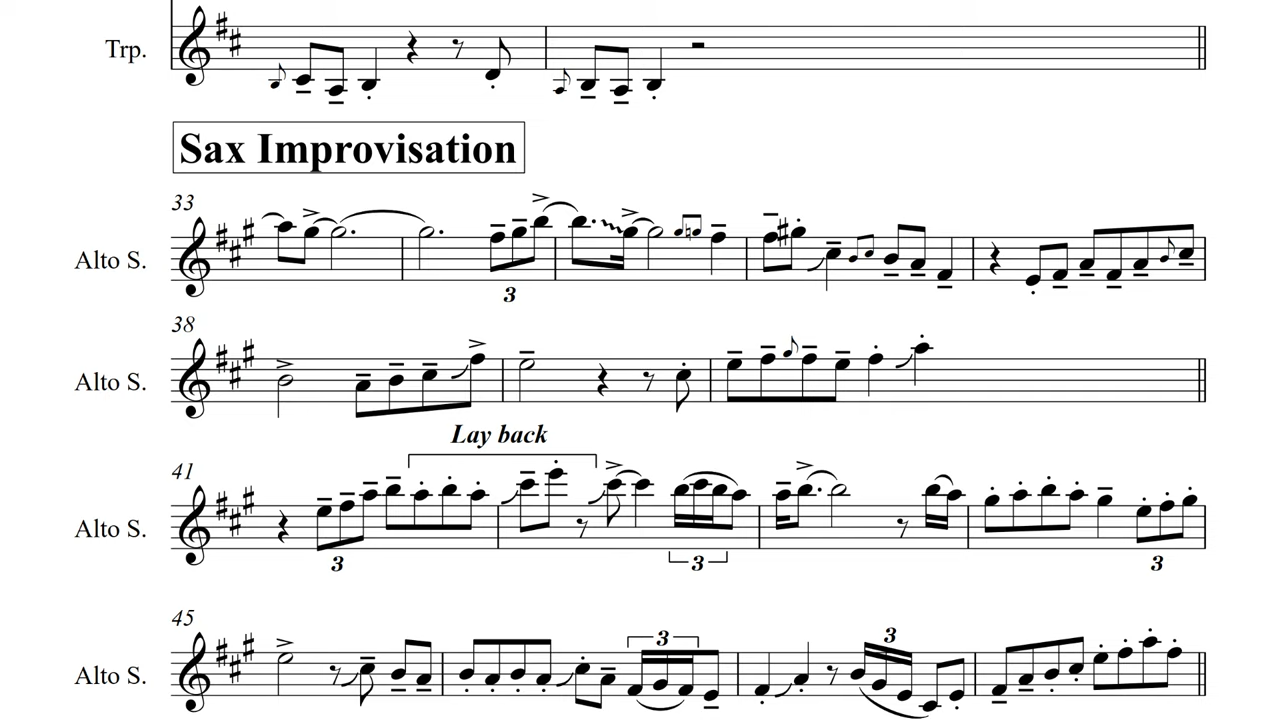 Trp.
Sax Improvisation
33
Alto S.
3
38
Alto S.
Lay back
41
Alto S.
3
3
3
45
Alto S.
3
3